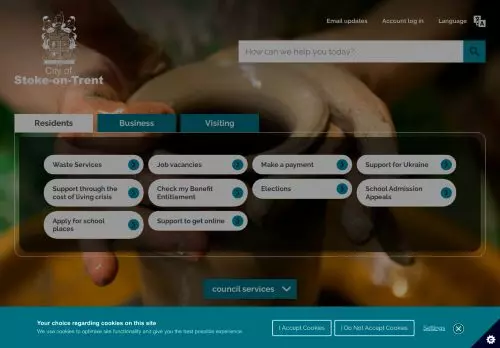 Email updates
Account log in
Language
City of
Stoke-on-Trent
How can we help you today?
Residents
Business
Visiting
Waste Services
Job vacancies
Make a payment
Support for Ukraine
Support through the
cost of living crisis
Check my Benefit
Entitlement
Elections
School Admission
Appeals
Apply for school
places
Support to get online
council services
Your choice regarding cookies on this site
We use cookies to optimise site functionality and give you the best possible experience.
I Accept Cookies
I Do Not Accept Cookies
Settings